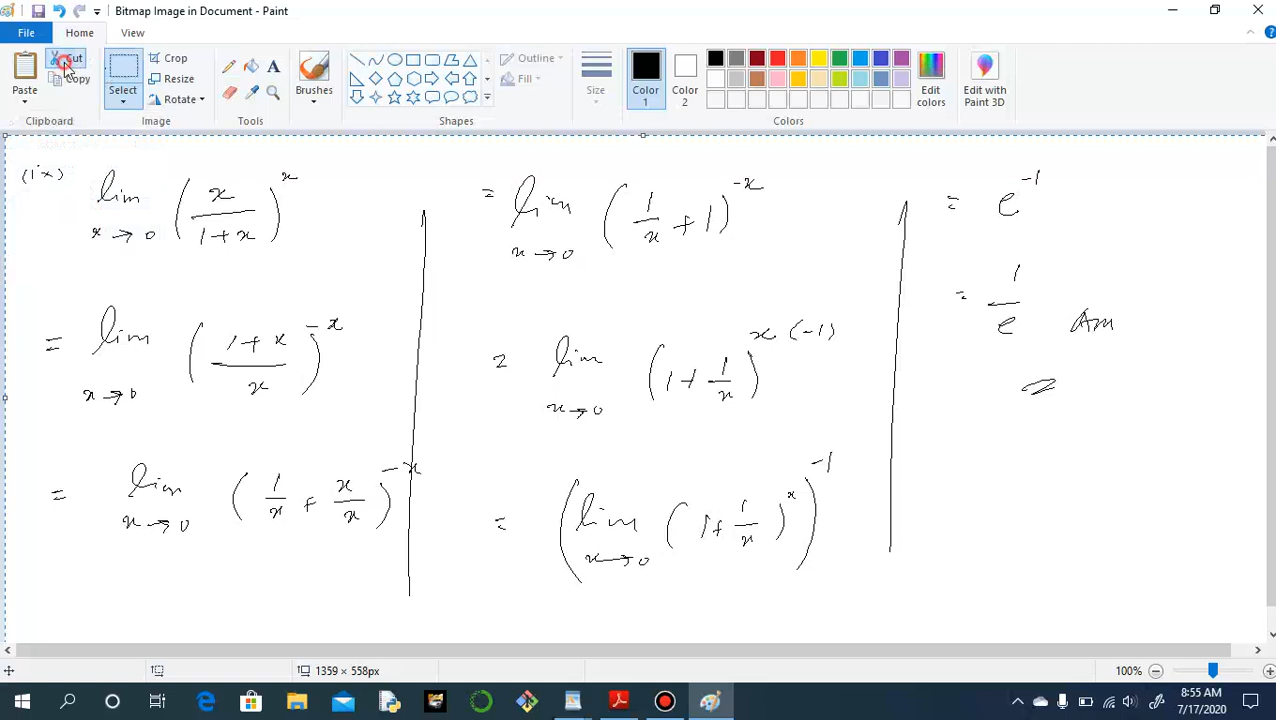 Bitmap Image in Document - Paint
File Home View
Paste Cut Copy Select Crop Resize Rotate Brushes Outline Fill Size Color 1 Color 2 Edit colors Edit with Paint 3D
Clipboard Image Tools Shapes Colors
(ix) lim x→0 (x/(1+x))^x
= lim x→0 ((1+x)/x)^-x
= lim x→0 (1/x + x/x)^-x
= lim x→0 (1/x + 1)^-x
= lim x→0 (1 + 1/x)^x(-1)
= (lim x→0 (1 + 1/x)^x)^-1
= e^-1
= 1/e Ans
1359 × 558px 100%
8:55 AM
7/17/2020